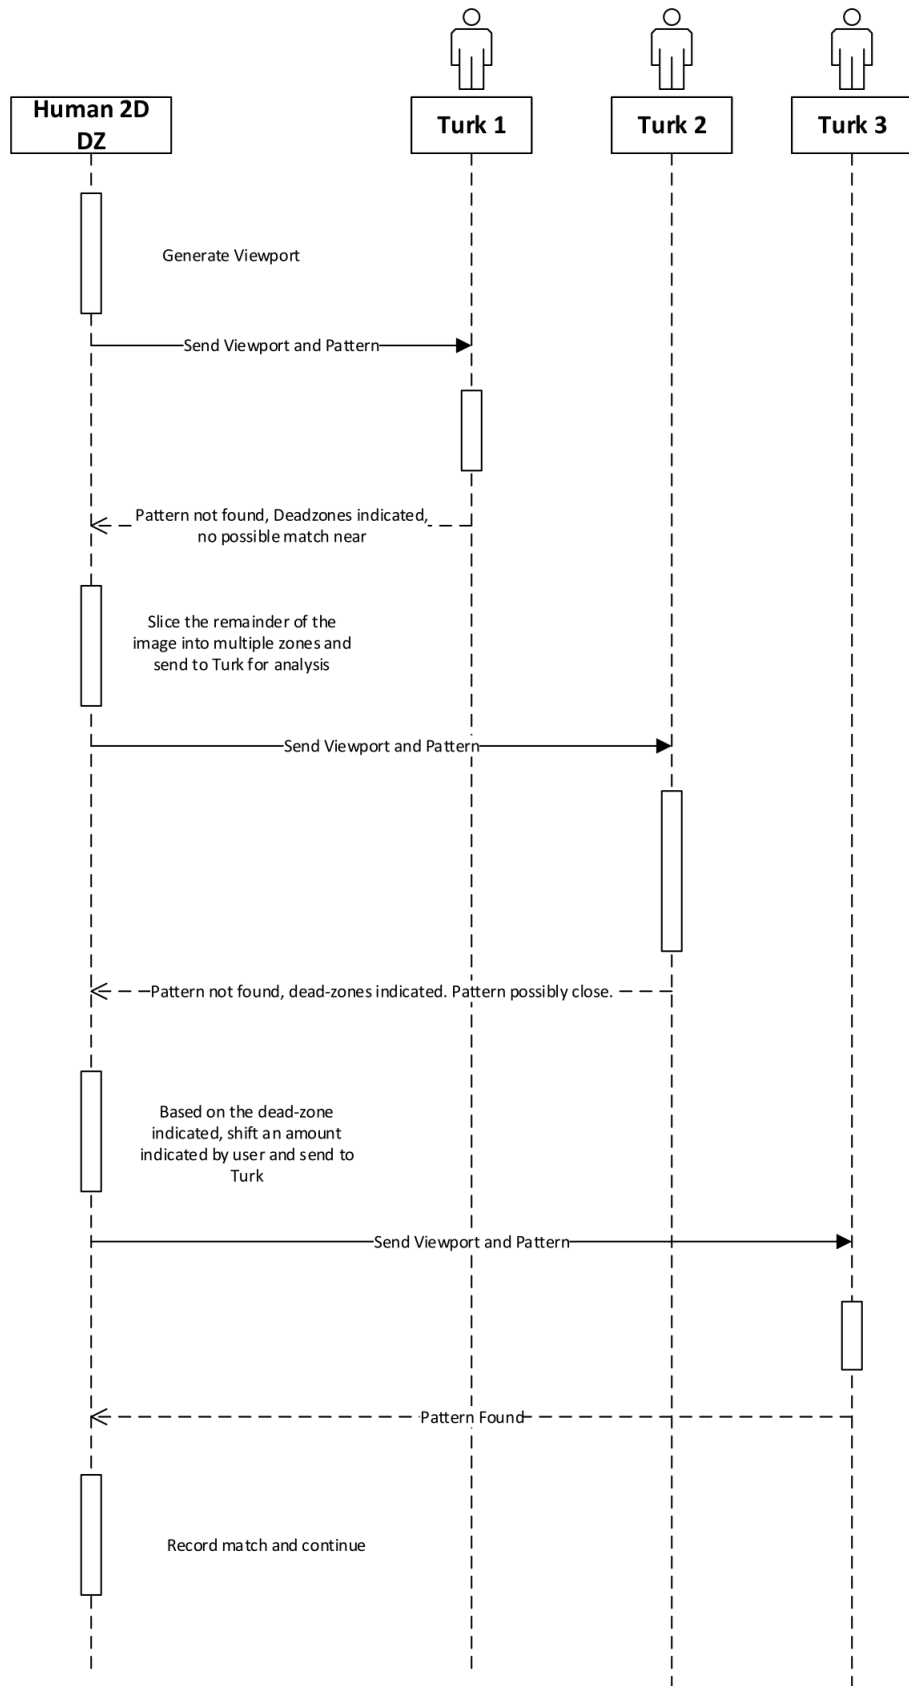 Human 2D
DZ
Turk 1
Turk 2
Turk 3
Generate Viewport
Send Viewport and Pattern
Pattern not found, Deadzones indicated,
no possible match near
Slice the remainder of the
image into multiple zones and
send to Turk for analysis
Send Viewport and Pattern
Pattern not found, dead-zones indicated. Pattern possibly close.
Based on the dead-zone
indicated, shift an amount
indicated by user and send to
Turk
Send Viewport and Pattern
Pattern Found
Record match and continue